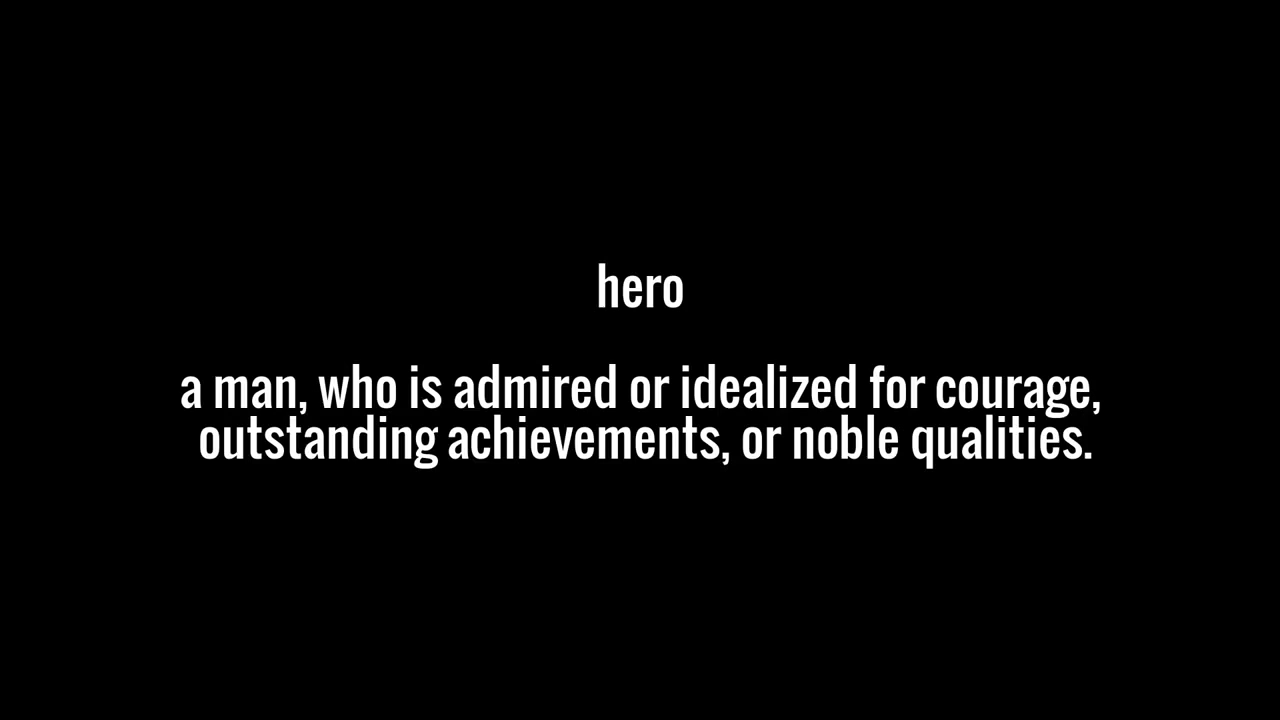 hero
a man, who is admired or idealized for courage,
outstanding achievements, or noble qualities.